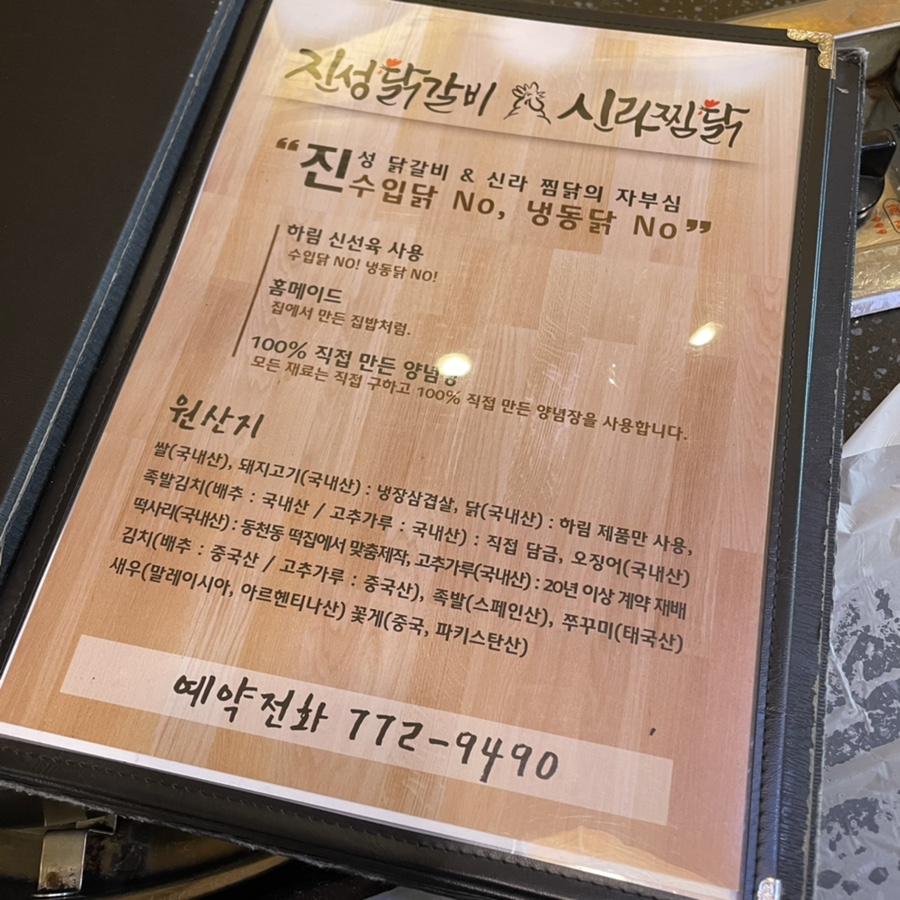 진성닭갈비 신라찜닭
“진성 닭갈비 & 신라 찜닭의 자부심
수입닭 No, 냉동닭 No”
하림 신선육 사용
수입닭 NO! 냉동닭 NO!
홈메이드
집에서 만든 집밥처럼.
100% 직접 만든 양념장
모든 재료는 직접 구하고 100% 직접 만든 양념장을 사용합니다.
원산지
쌀(국내산), 돼지고기(국내산) : 냉장삼겹살, 닭(국내산) : 하림 제품만 사용,
족발김치(배추 : 국내산 / 고추가루 : 국내산) : 직접 담금, 오징어(국내산)
떡사리(국내산) : 동천동 떡집에서 맞춤제작, 고추가루(국내산) : 20년 이상 계약 재배
김치(배추 : 중국산 / 고추가루 : 중국산), 족발(스페인산), 쭈꾸미(태국산)
새우(말레이시아, 아르헨티나산) 꽃게(중국, 파키스탄산)
예약전화 772-9490